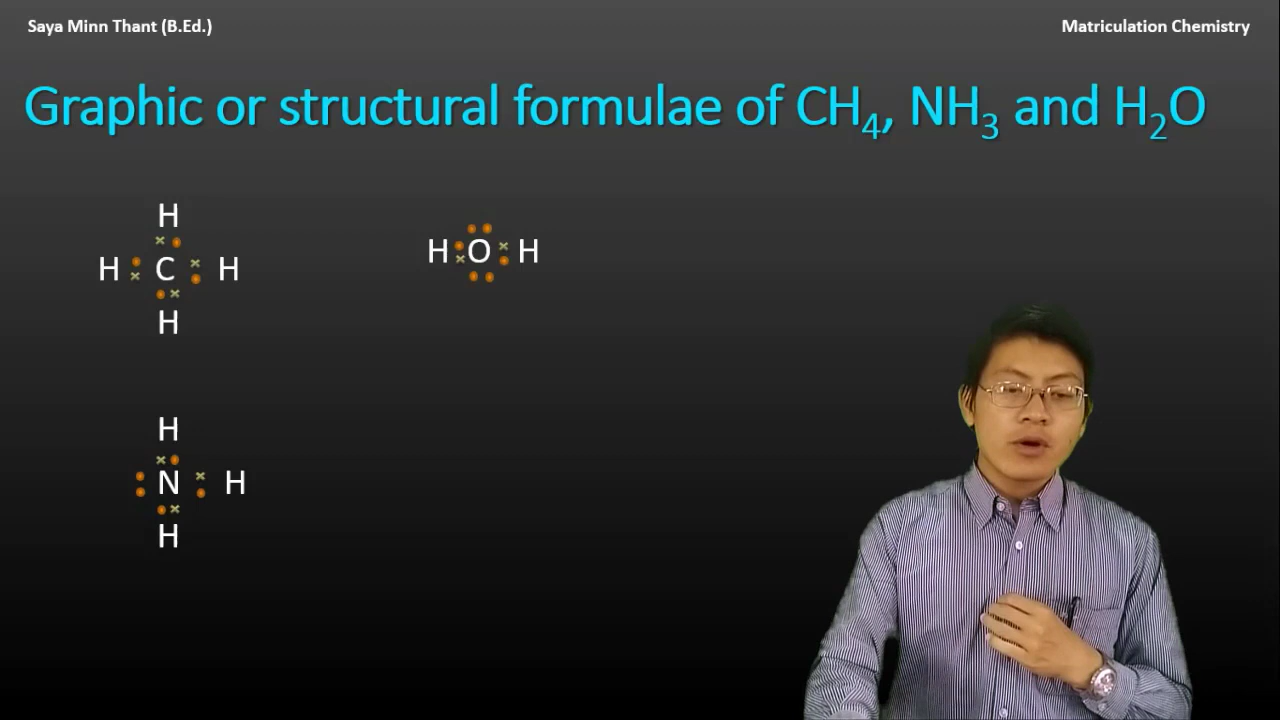 Saya Minn Thant (B.Ed.)
Matriculation Chemistry
Graphic or structural formulae of CH₄, NH₃ and H₂O
H
H C H
H
H O H
H
N H
H